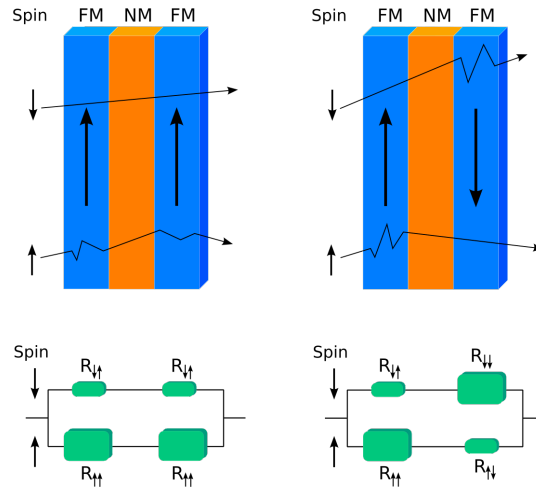 Spin FM NM FM
Spin FM NM FM
Spin
R↓↑ R↓↑
R↑↑ R↑↑
Spin
R↓↑ R↓↓
R↑↑ R↑↓